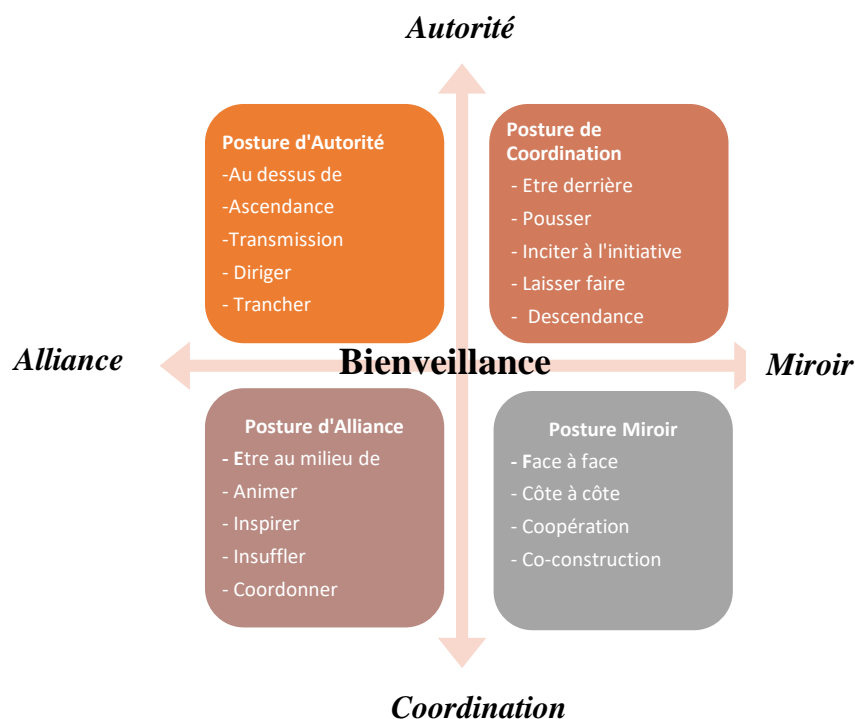 Autorité
Posture d'Autorité
-Au dessus de
-Ascendance
-Transmission
- Diriger
- Trancher
Posture de
Coordination
- Etre derrière
- Pousser
- Inciter à l'initiative
- Laisser faire
- Descendance
Alliance
Bienveillance
Miroir
Posture d'Alliance
- Etre au milieu de
- Animer
- Inspirer
- Insuffler
- Coordonner
Posture Miroir
- Face à face
- Côte à côte
- Coopération
- Co-construction
Coordination